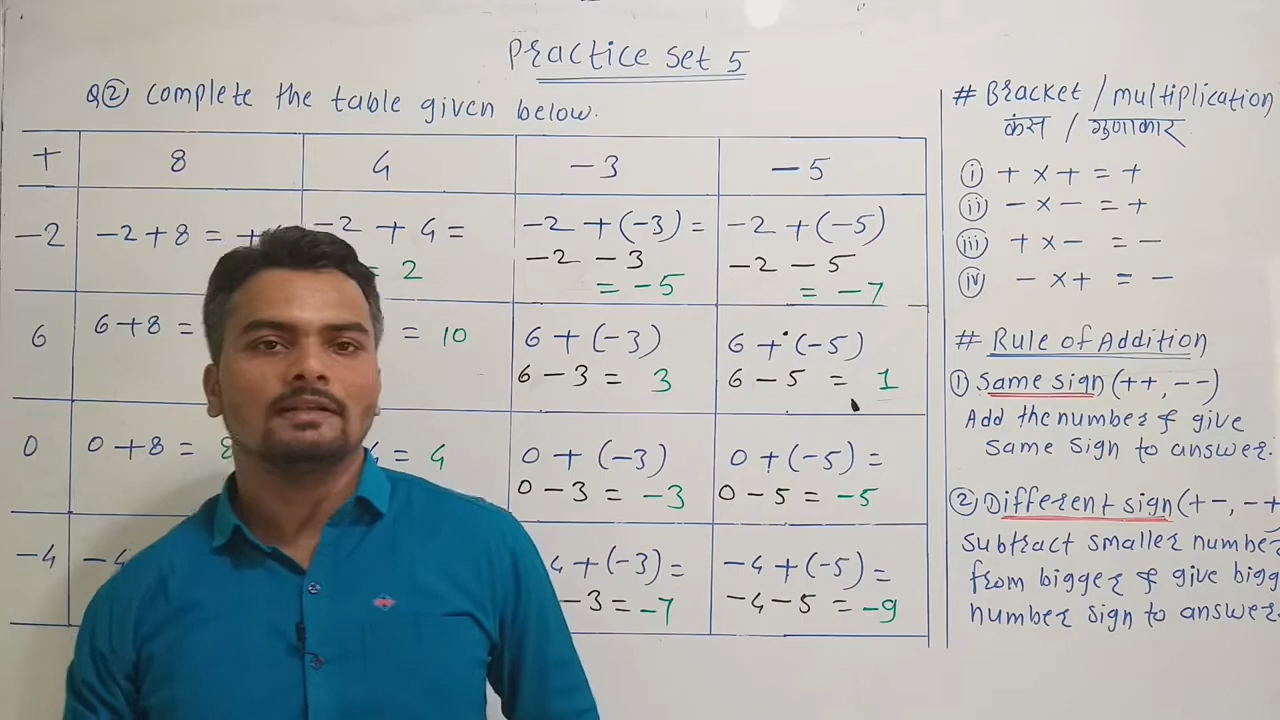 Practice Set 5
Q② Complete the table given below.
+ 8 4 -3 -5
-2 -2+8 = + -2 + 4 = -2 +(-3) = -2 +(-5)
= 2 -2 - 3 -2 - 5
= -5 = -7
6 6+8 = = 10 6 + (-3) 6 + (-5)
6 - 3 = 3 6 - 5 = 1
0 0+8 = 8 = 4 0 + (-3) 0 + (-5) =
0 - 3 = -3 0 - 5 = -5
-4 -4 4 + (-3) = -4 + (-5) =
- 3 = -7 -4 - 5 = -9
# Bracket / multiplication
कंस / गुणाकार
ⓘ + × + = +
ⓘⓘ - × - = +
ⓘⓘⓘ + × - = -
ⓘⓥ - × + = -
# Rule of Addition
① Same sign (++, --)
Add the number & give
same sign to answer.
② Different sign (+-, -+
subtract smaller number
from bigger & give bigg
number sign to answer.